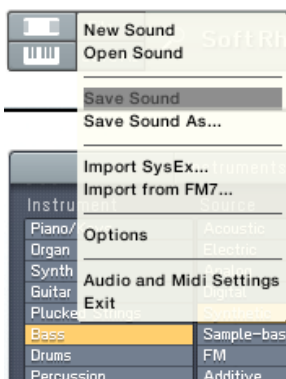 SoftRh
New Sound
Open Sound
Save Sound
Save Sound As...
Import SysEx...
Import from FM7...
Options
Audio and Midi Settings
Exit
Instrument
Source
Piano/
Acoustic
Organ
Electric
Synth
Analog
Guitar
Digital
Plucked Strings
Synthetic
Bass
Sample-bas
Drums
FM
Percussion
Additive